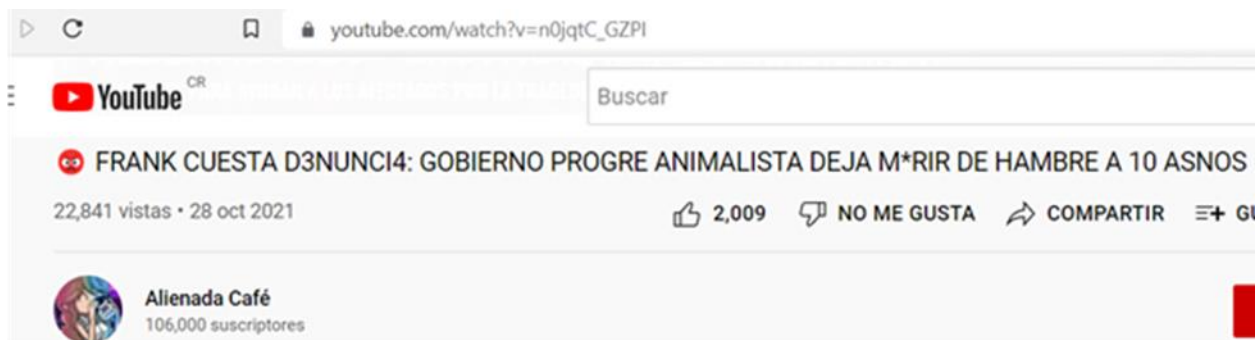 youtube.com/watch?v=n0jqtC_GZPI
YouTube CR
Buscar
FRANK CUESTA D3NUNCI4: GOBIERNO PROGRE ANIMALISTA DEJA M*RIR DE HAMBRE A 10 ASNOS
22,841 vistas • 28 oct 2021 2,009 NO ME GUSTA COMPARTIR
Alienada Café
106,000 suscriptores